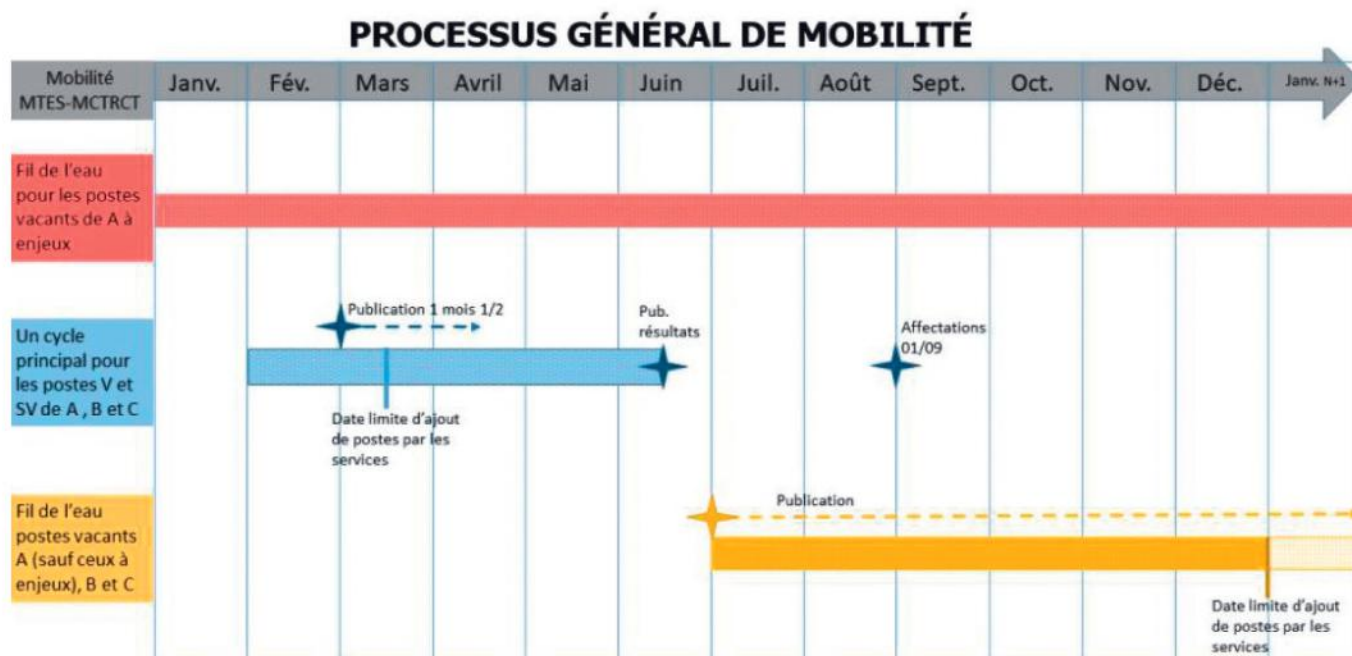 PROCESSUS GÉNÉRAL DE MOBILITÉ
Mobilité
MTES-MCTRCT
Janv.
Fév.
Mars
Avril
Mai
Juin
Juil.
Août
Sept.
Oct.
Nov.
Déc.
Janv. N+1
Fil de l'eau
pour les postes
vacants de A à
enjeux
Un cycle
principal pour
les postes V et
SV de A , B et C
Publication 1 mois 1/2
Date limite d'ajout
de postes par les
services
Pub.
résultats
Affectations
01/09
Fil de l'eau
postes vacants
A (sauf ceux à
enjeux), B et C
Publication
Date limite d'ajout
de postes par les
services